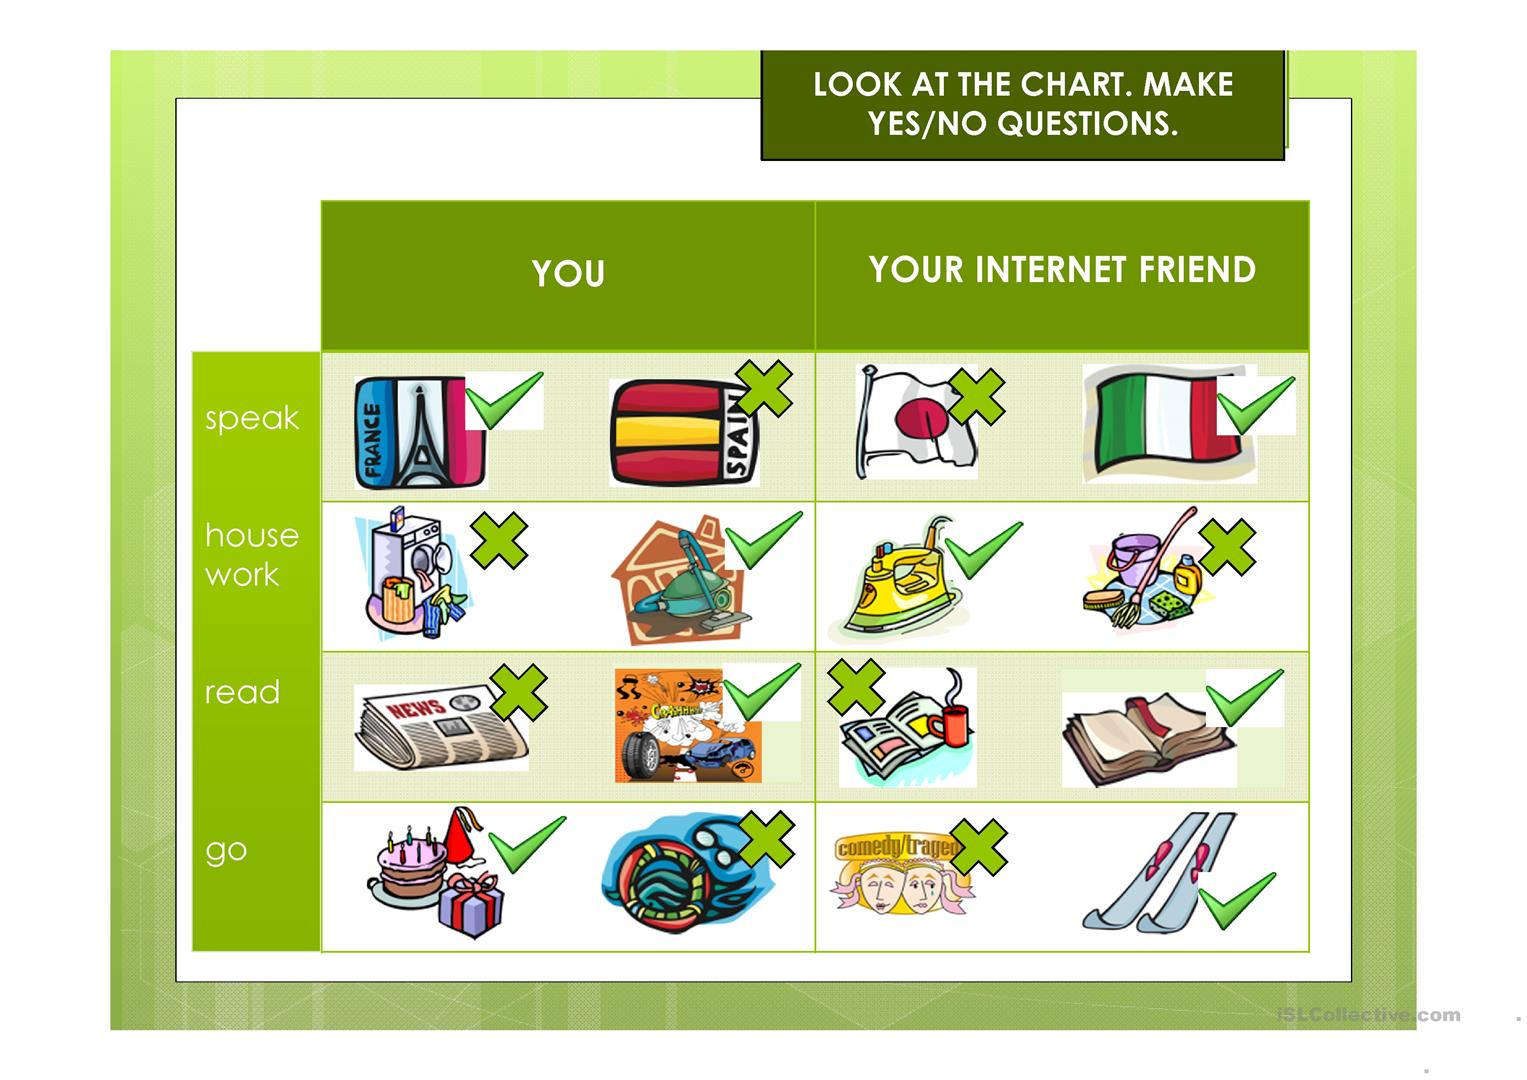 LOOK AT THE CHART. MAKE
YES/NO QUESTIONS.
YOU
YOUR INTERNET FRIEND
speak
FRANCE
SPAIN
house
work
read
NEWS
go
comedy/traged
iSLCollective.com